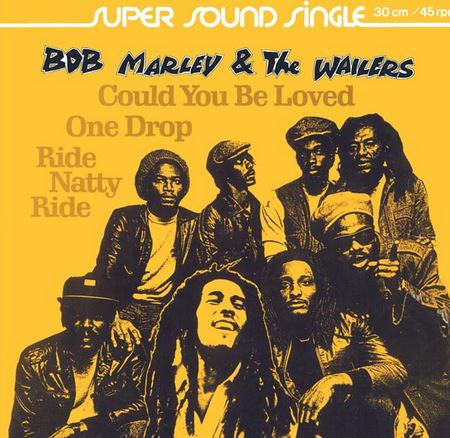 SUPER SOUND SINGLE
30 cm / 45 rp
BOB MARLEY & The WAILERS
Could You Be Loved
One Drop
Ride
Natty
Ride